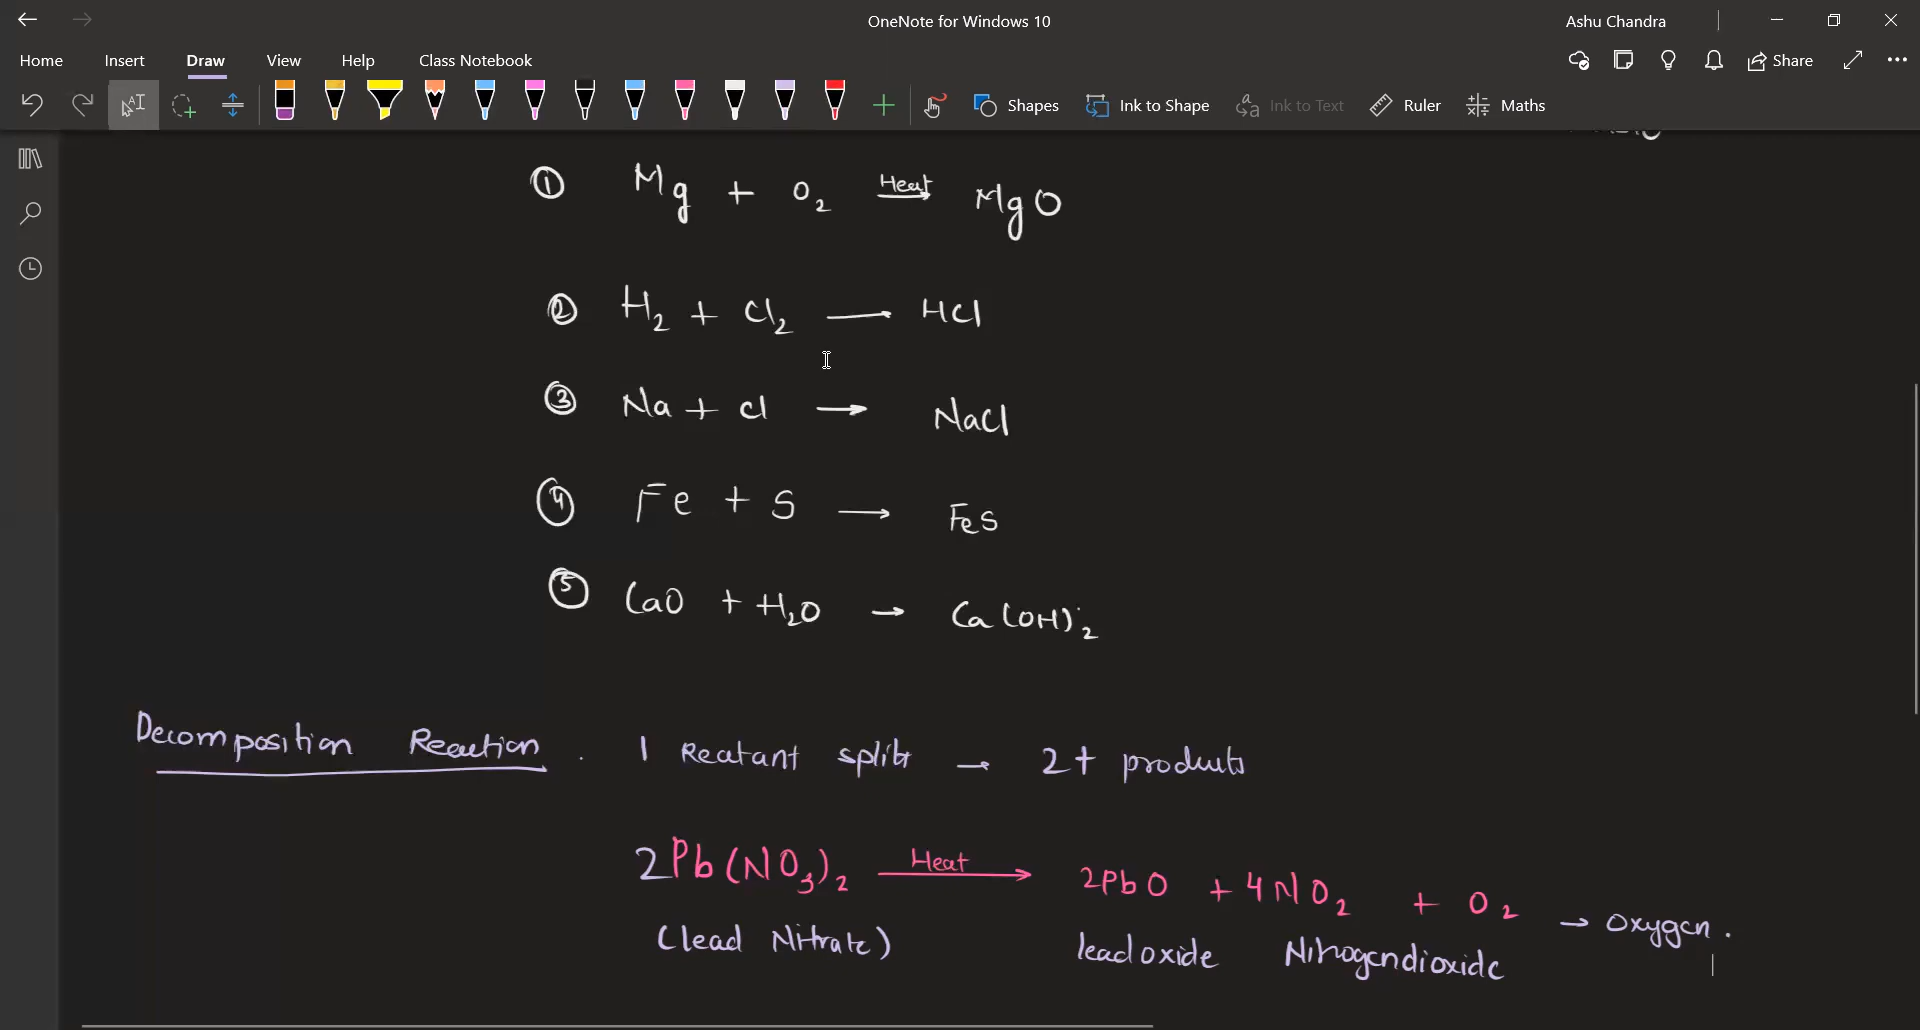 OneNote for Windows 10
Ashu Chandra
Home Insert Draw View Help Class Notebook
Share
Shapes Ink to Shape Ink to Text Ruler Maths
① Mg + O₂ Heat→ MgO
② H₂ + Cl₂ → HCl
③ Na + Cl → NaCl
④ Fe + S → FeS
⑤ CaO + H₂O → Ca(OH)₂
Decomposition Reaction . 1 Reatant split → 2+ products
2Pb(NO₃)₂ Heat→ 2PbO + 4NO₂ + O₂ → Oxygen.
(lead Nitrate) lead oxide Nitrogendioxide